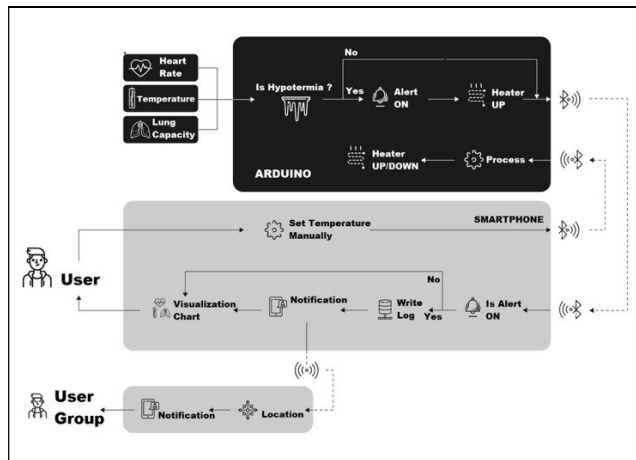 Heart
Rate
Temperature
Lung
Capacity
Is Hypotermia ?
No
Yes
Alert
ON
Heater
UP
ARDUINO
Heater
UP/DOWN
Process
SMARTPHONE
Set Temperature
Manually
User
No
Visualization
Chart
Notification
Write
Log
Yes
Is Alert
ON
User
Group
Notification
Location